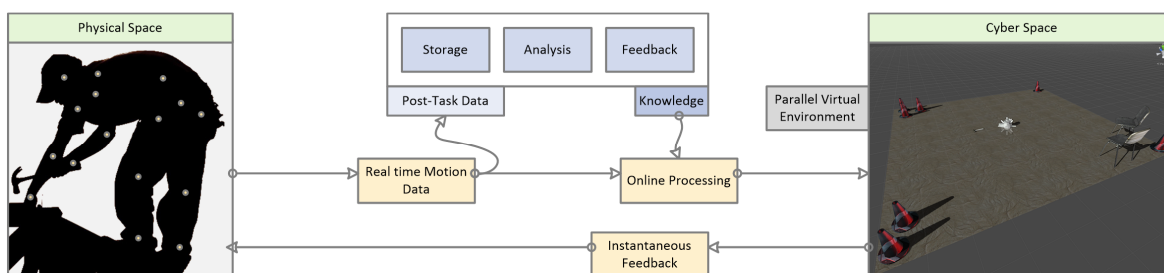 Physical Space
Storage
Analysis
Feedback
Post-Task Data
Knowledge
Cyber Space
Parallel Virtual
Environment
Real time Motion
Data
Online Processing
Instantaneous
Feedback